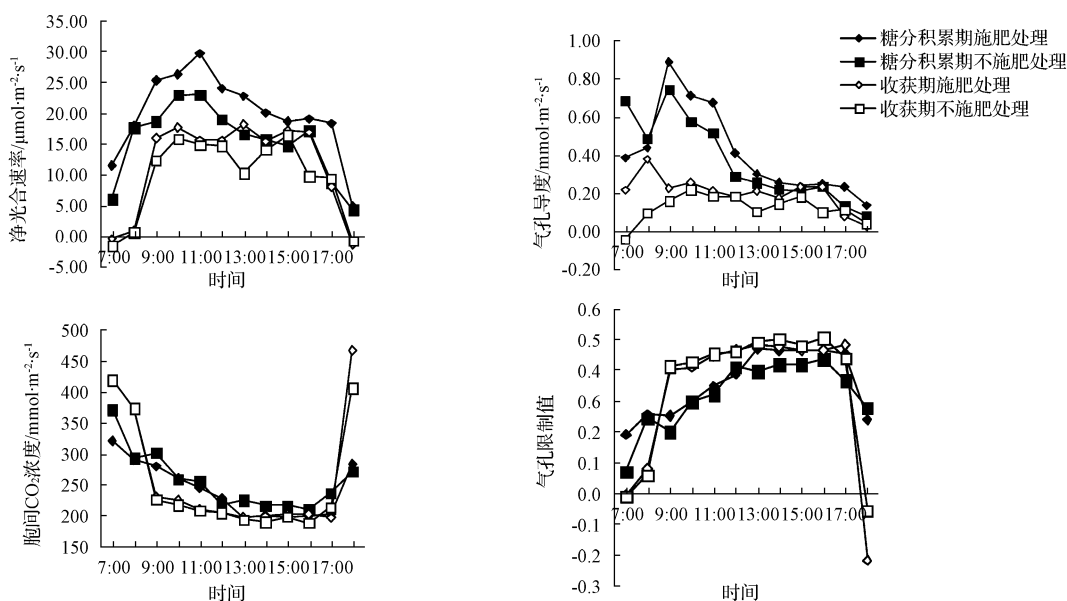 35.00
30.00
25.00
20.00
15.00
10.00
5.00
0.00
-5.00
净光合速率/μmol·m⁻²·s⁻¹
7:00 9:00 11:00 13:00 15:00 17:00
时间
1.00
0.80
0.60
0.40
0.20
0.00
-0.20
气孔导度/mmol·m⁻²·s⁻¹
7:00 9:00 11:00 13:00 15:00 17:00
时间
糖分积累期施肥处理
糖分积累期不施肥处理
收获期施肥处理
收获期不施肥处理
500
450
400
350
300
250
200
150
胞间CO₂浓度/mmol·m⁻²·s⁻¹
7:00 9:00 11:00 13:00 15:00 17:00
时间
0.6
0.5
0.4
0.6
0.2
0.1
0.0
-0.1
-0.2
-0.3
气孔限制值
7:00 9:00 11:00 13:00 15:00 17:00
时间